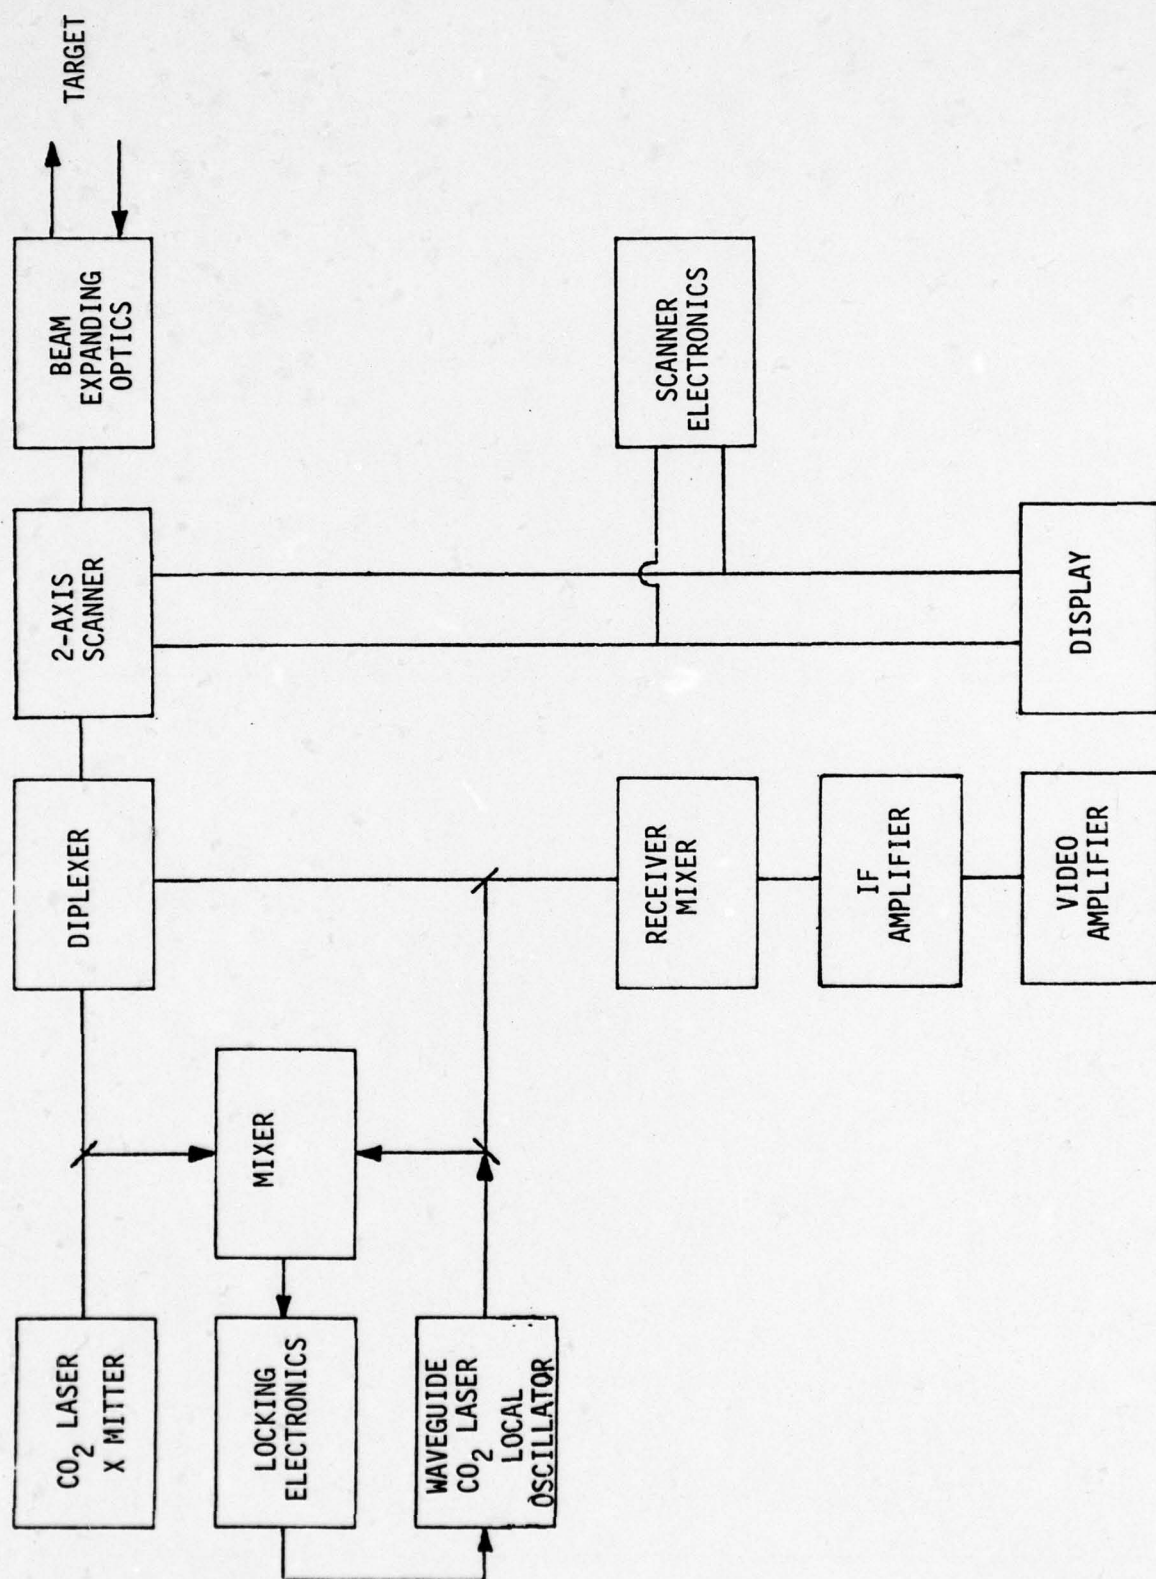 CO2 LASER
X MITTER
DIPLEXER
2-AXIS
SCANNER
BEAM
EXPANDING
OPTICS
TARGET
MIXER
LOCKING
ELECTRONICS
WAVEGUIDE
CO2 LASER
LOCAL
OSCILLATOR
RECEIVER
MIXER
SCANNER
ELECTRONICS
IF
AMPLIFIER
VIDEO
AMPLIFIER
DISPLAY